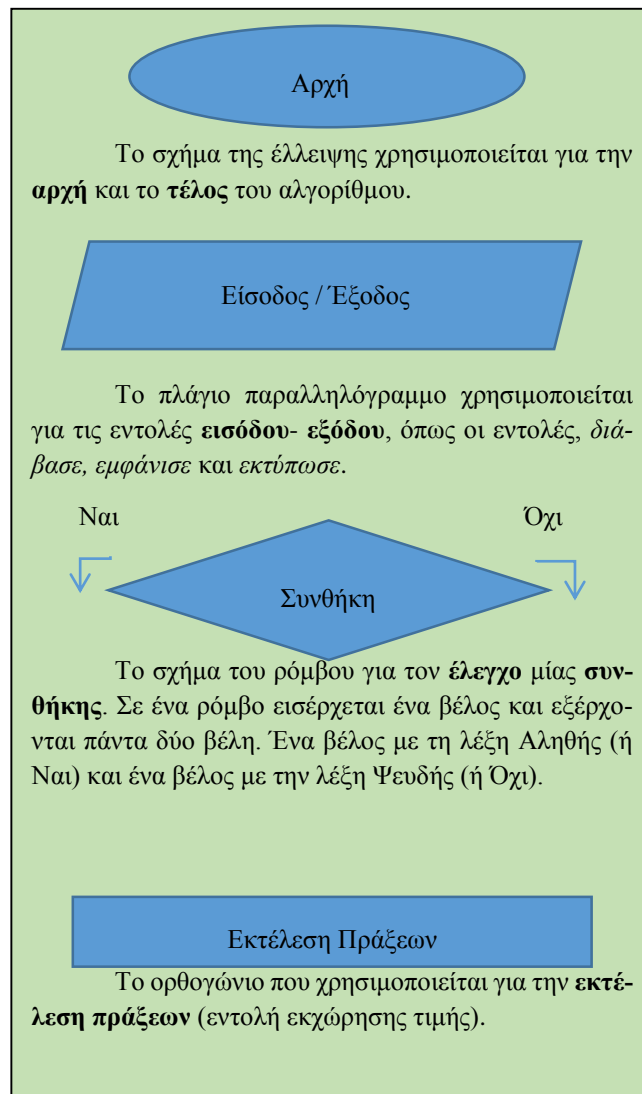 Αρχή
Το σχήμα της έλλειψης χρησιμοποιείται για την
αρχή και το τέλος του αλγορίθμου.
Είσοδος / Έξοδος
Το πλάγιο παραλληλόγραμμο χρησιμοποιείται
για τις εντολές εισόδου- εξόδου, όπως οι εντολές, διά-
βασε, εμφάνισε και εκτύπωσε.
Ναι Όχι
Συνθήκη
Το σχήμα του ρόμβου για τον έλεγχο μίας συν-
θήκης. Σε ένα ρόμβο εισέρχεται ένα βέλος και εξέρχο-
νται πάντα δύο βέλη. Ένα βέλος με τη λέξη Αληθής (ή
Ναι) και ένα βέλος με την λέξη Ψευδής (ή Όχι).
Εκτέλεση Πράξεων
Το ορθογώνιο που χρησιμοποιείται για την εκτέ-
λεση πράξεων (εντολή εκχώρησης τιμής).